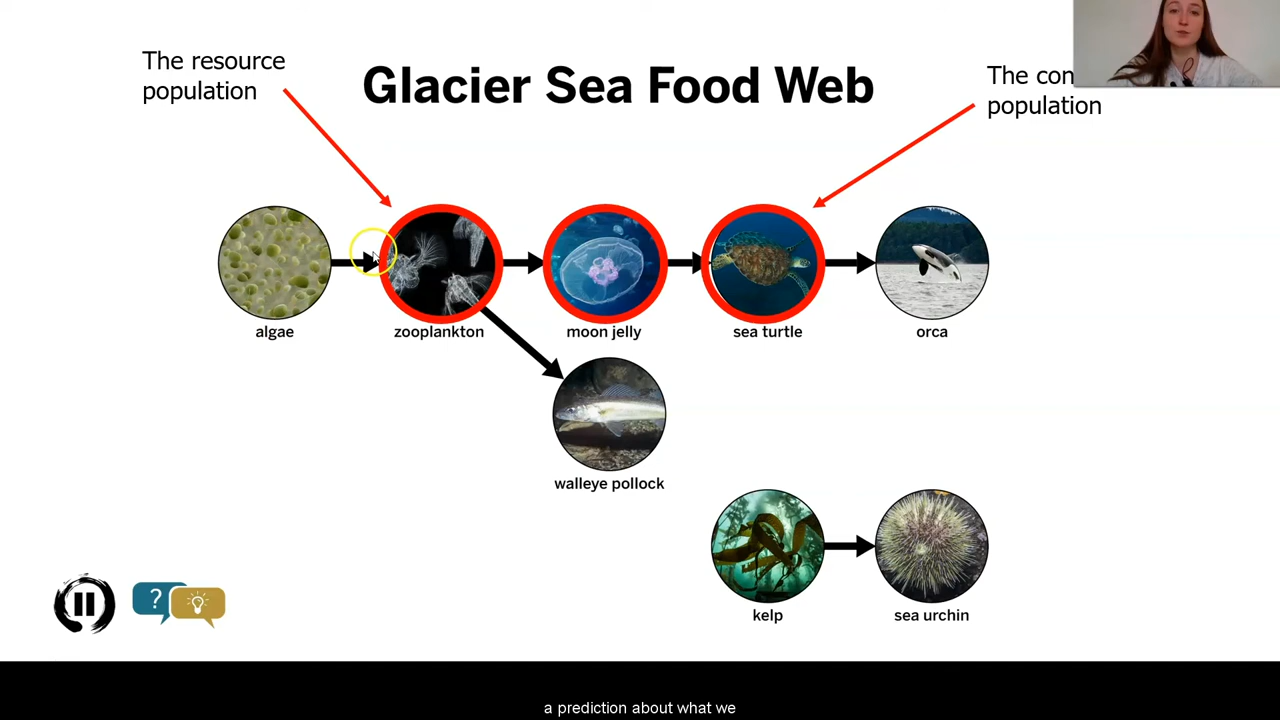 The resource
population
Glacier Sea Food Web
The
population
algae
zooplankton
moon jelly
sea turtle
orca
walleye pollock
kelp
sea urchin
?
a prediction about what we